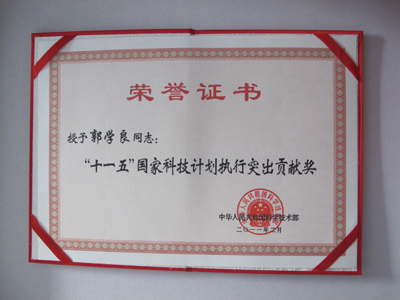 荣誉证书
授予郭学良同志：
“十一五”国家科技计划执行突出贡献奖
中华人民共和国科学技术部
二〇一一年二月